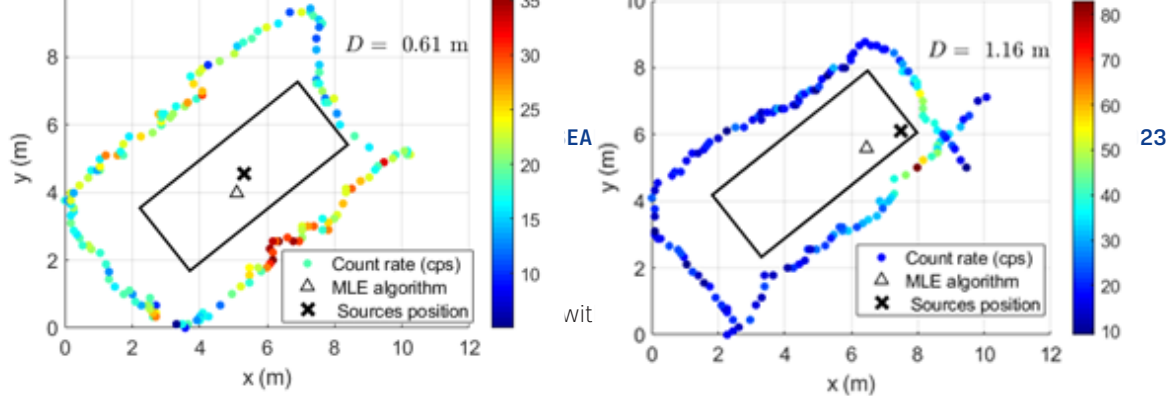 35
30
25
20
15
10
D = 0.61 m
8
6
4
2
0
y (m)
Count rate (cps)
MLE algorithm
Sources position
0 2 4 6 8 10 12
x (m)
EA
wit
10
8
6
4
2
0
y (m)
D = 1.16 m
Count rate (cps)
MLE algorithm
Sources position
0 2 4 6 8 10 12
x (m)
80
70
60
50
40
30
20
10
23